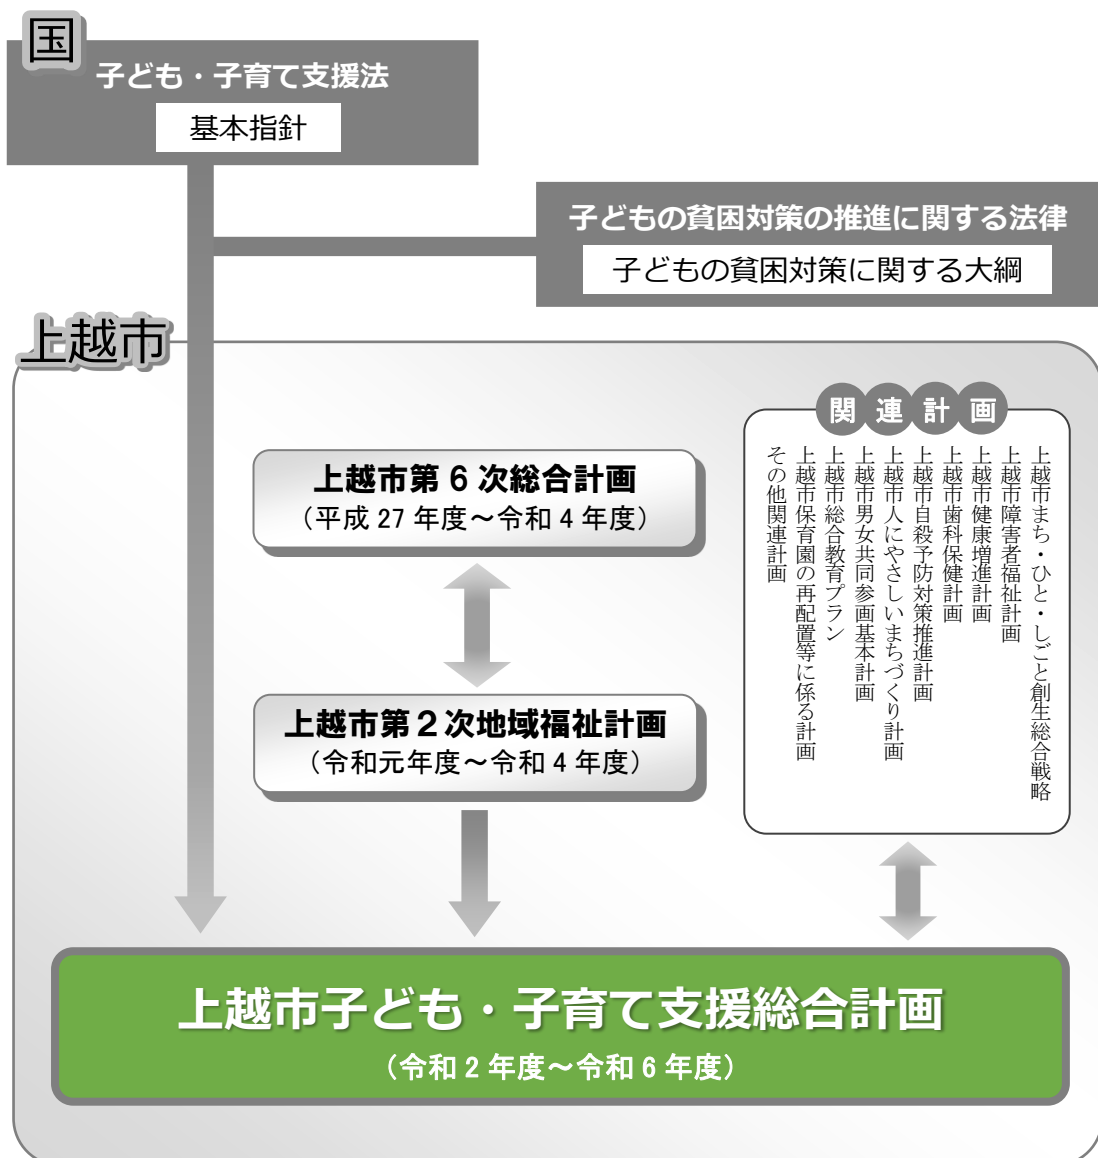 国
子ども・子育て支援法
基本指針
子どもの貧困対策の推進に関する法律
子どもの貧困対策に関する大綱
上越市
上越市第6次総合計画
（平成27年度～令和4年度）
上越市第２次地域福祉計画
（令和元年度～令和4年度）
関連計画
上越市まち・ひと・しごと創生総合戦略
上越市障害者福祉計画
上越市健康増進計画
上越市歯科保健計画
上越市自殺予防対策推進計画
上越市人にやさしいまちづくり計画
上越市男女共同参画基本計画
上越市総合教育プラン
上越市保育園の再配置等に係る計画
その他関連計画
上越市子ども・子育て支援総合計画
（令和2年度～令和6年度）